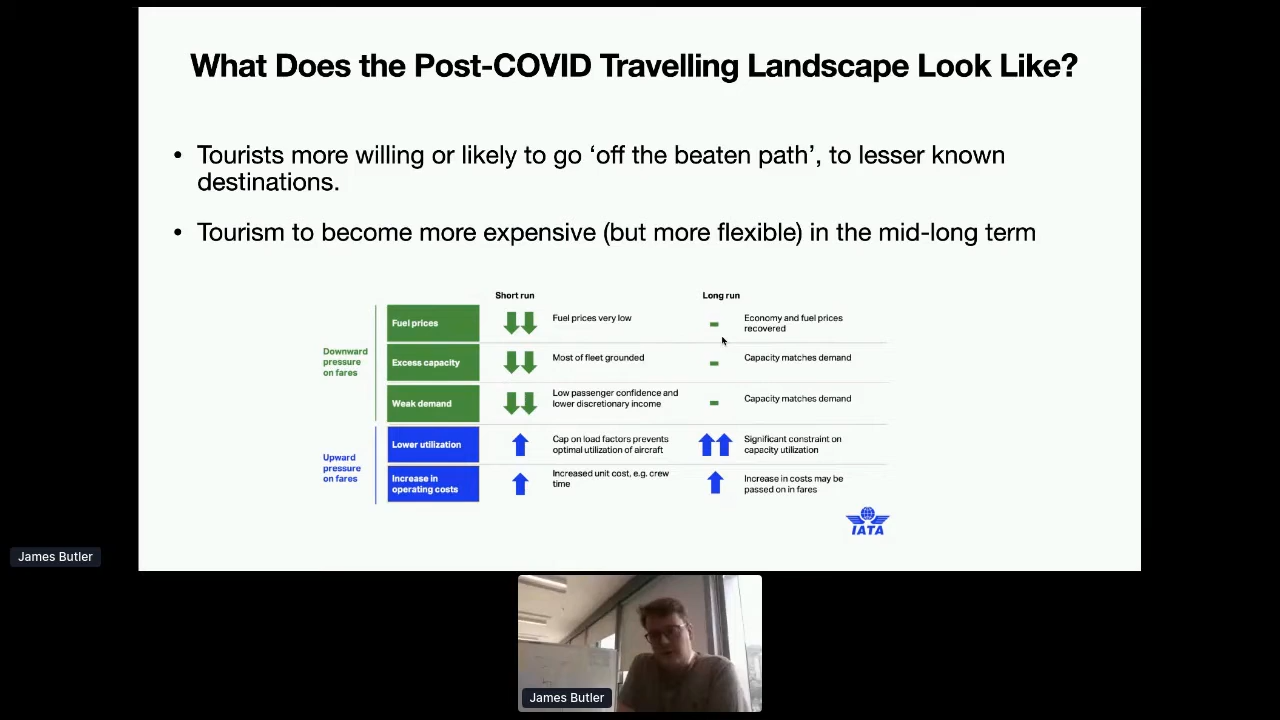 What Does the Post-COVID Travelling Landscape Look Like?
• Tourists more willing or likely to go ‘off the beaten path’, to lesser known
destinations.
• Tourism to become more expensive (but more flexible) in the mid-long term
Short run
Long run
Downward
pressure
on fares
Fuel prices
Fuel prices very low
Economy and fuel prices
recovered
Excess capacity
Most of fleet grounded
Capacity matches demand
Weak demand
Low passenger confidence and
lower discretionary income
Capacity matches demand
Upward
pressure
on fares
Lower utilization
Cap on load factors prevents
optimal utilization of aircraft
Significant constraint on
capacity utilization
Increase in
operating costs
Increased unit cost, e.g. crew
time
Increase in costs may be
passed on in fares
IATA
James Butler
James Butler